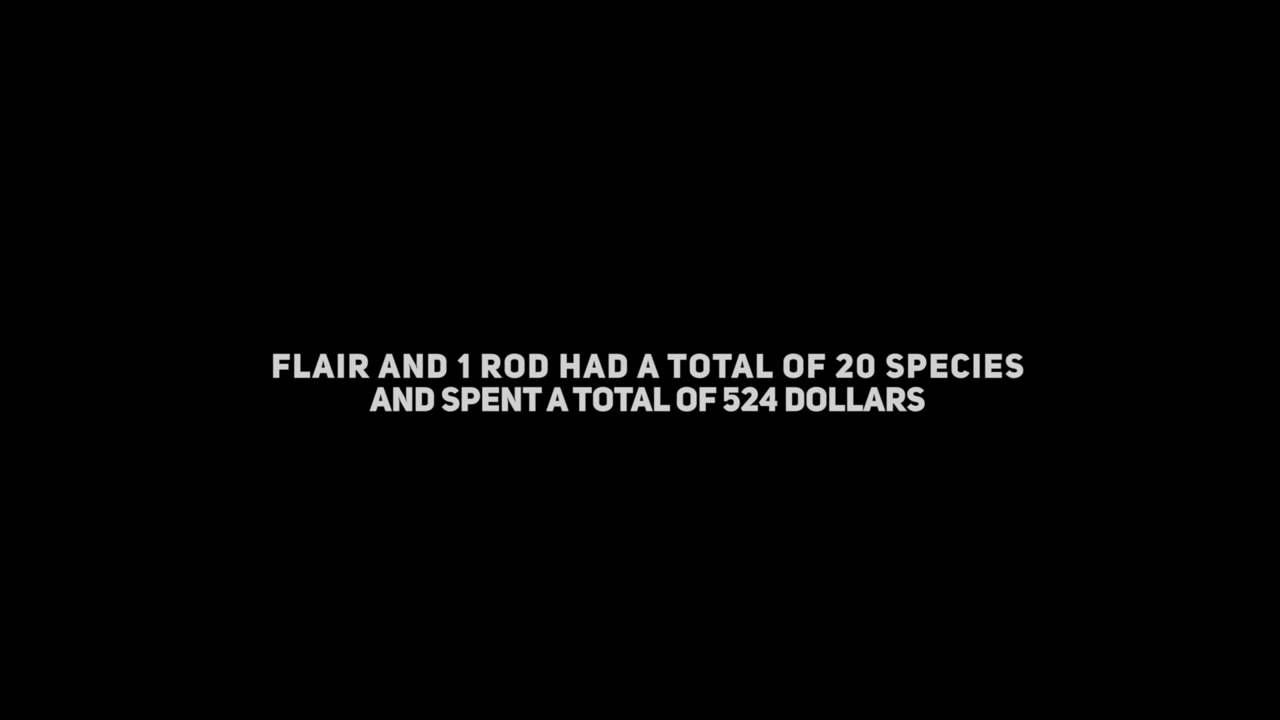 FLAIR AND 1 ROD HAD A TOTAL OF 20 SPECIES
AND SPENT A TOTAL OF 524 DOLLARS